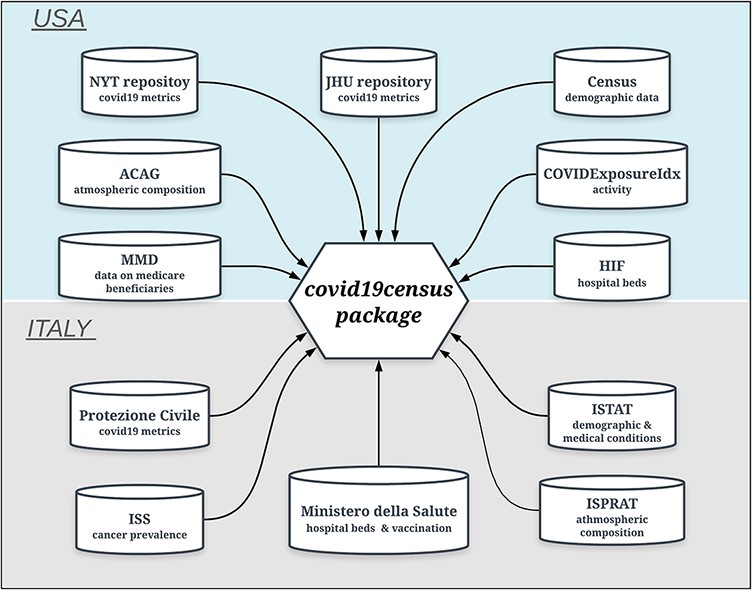 USA
NYT repositoy
covid19 metrics
JHU repository
covid19 metrics
Census
demographic data
ACAG
atmospheric composition
COVIDExposureIdx
activity
MMD
data on medicare
beneficiaries
HIF
hospital beds
covid19census
package
ITALY
Protezione Civile
covid19 metrics
ISTAT
demographic &
medical conditions
ISS
cancer prevalence
Ministero della Salute
hospital beds & vaccination
ISPRAT
athmospheric
composition